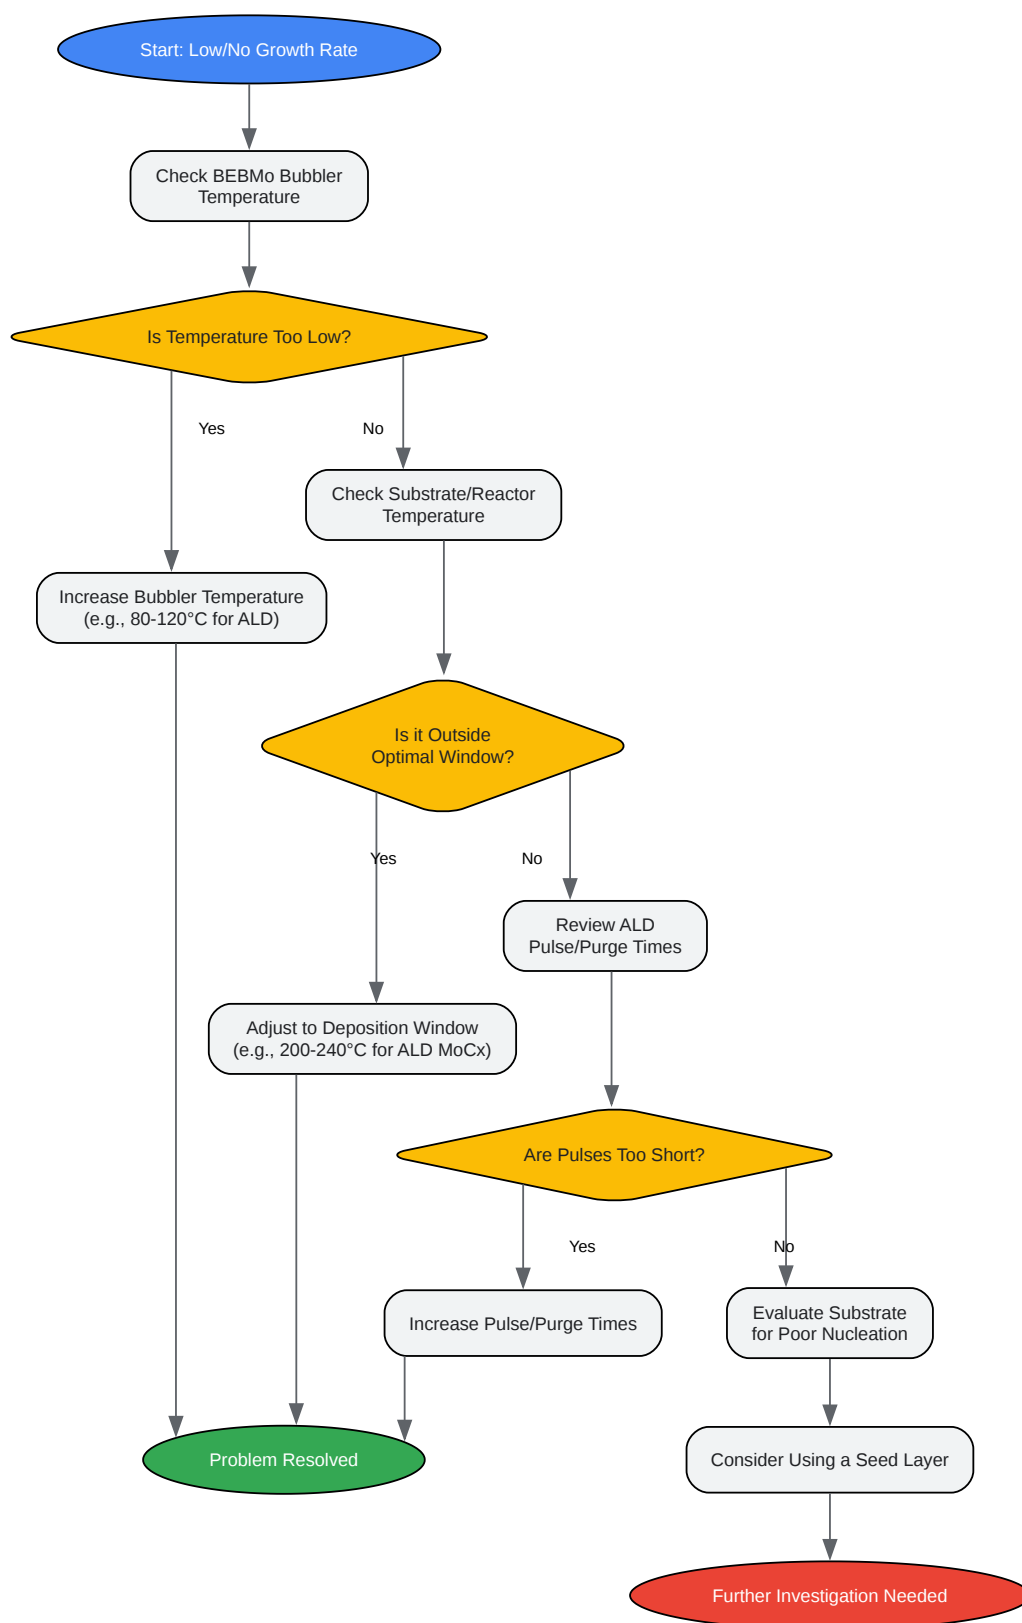 Start: Low/No Growth Rate
Check BEBMo Bubbler
Temperature
Is Temperature Too Low?
Yes
No
Check Substrate/Reactor
Temperature
Increase Bubbler Temperature
(e.g., 80-120°C for ALD)
Is it Outside
Optimal Window?
Yes
No
Review ALD
Pulse/Purge Times
Adjust to Deposition Window
(e.g., 200-240°C for ALD MoCx)
Are Pulses Too Short?
Yes
No
Increase Pulse/Purge Times
Evaluate Substrate
for Poor Nucleation
Problem Resolved
Consider Using a Seed Layer
Further Investigation Needed